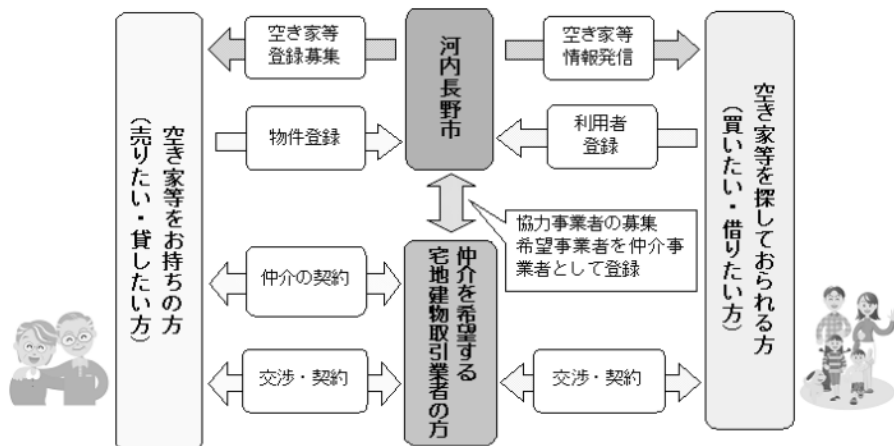 空き家等をお持ちの方
(売りたい・貸したい方)
空き家等
登録募集
物件登録
仲介の契約
交渉・契約
河内長野市
協力事業者の募集
希望事業者を仲介事
業者として登録
仲介を希望する
宅地建物取引業者の方
空き家等
情報発信
利用者
登録
交渉・契約
空き家等を探しておられる方
(買いたい・借りたい方)